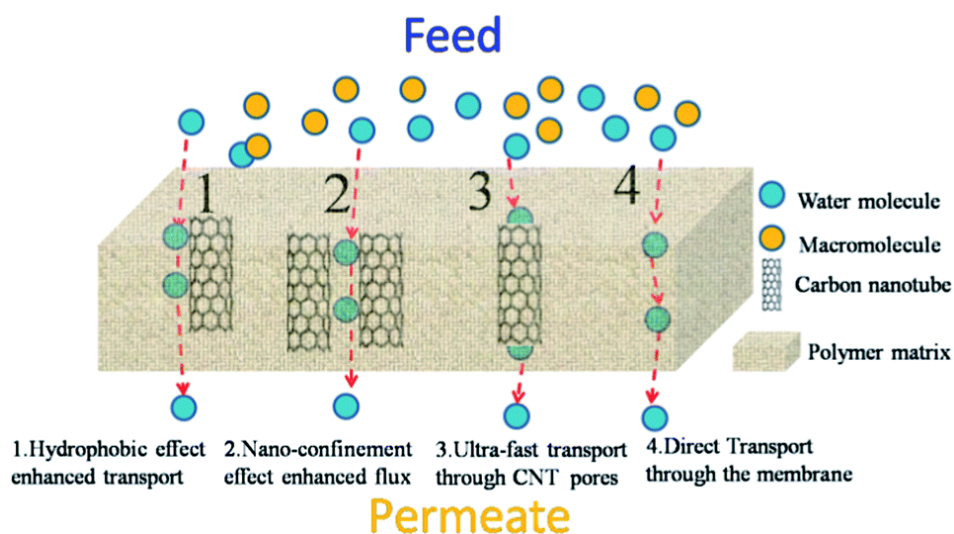 Feed
1
2
3
4
Water molecule
Macromolecule
Carbon nanotube
Polymer matrix
1.Hydrophobic effect
enhanced transport
2.Nano-confinement
effect enhanced flux
3.Ultra-fast transport
through CNT pores
4.Direct Transport
through the membrane
Permeate